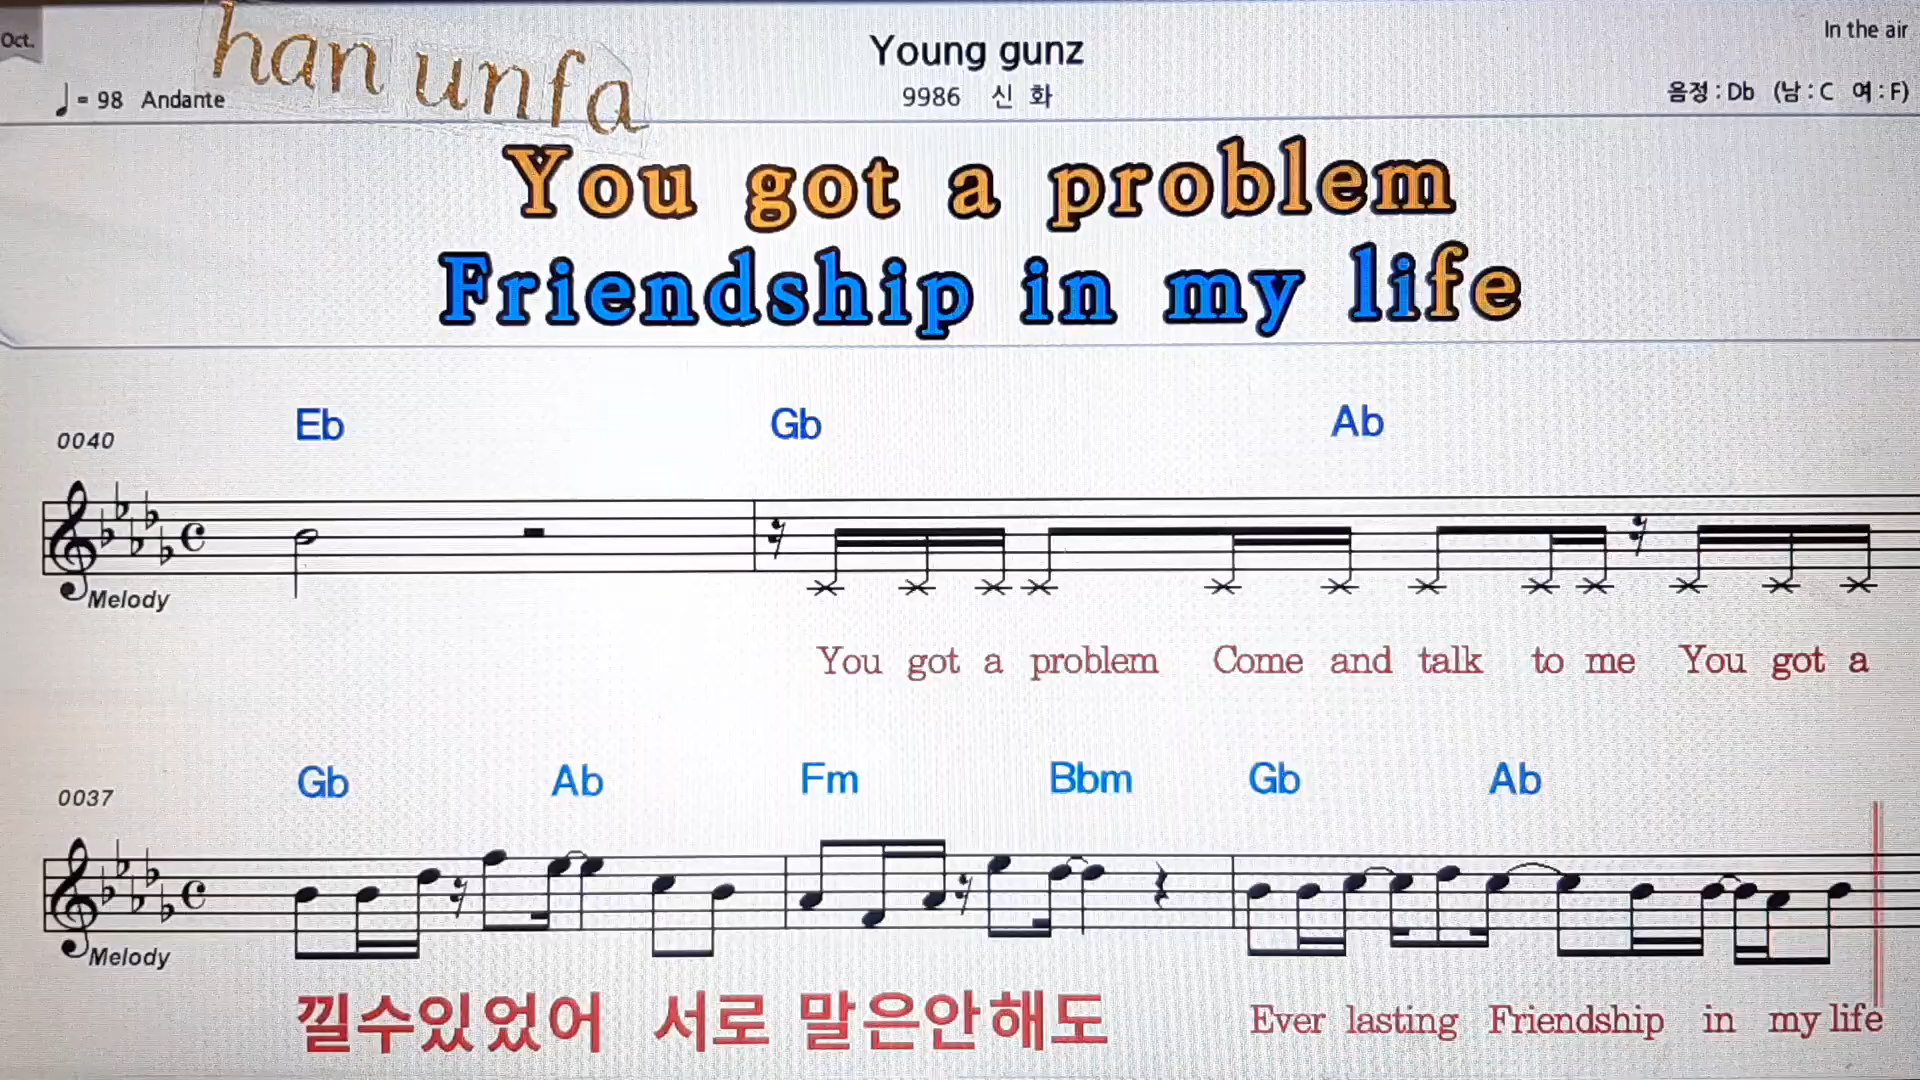 Oct.
han unfa
Young gunz
In the air
♩= 98 Andante
9986 신 화
음정 : Db (남 : C 여 : F)
You got a problem
Friendship in my life
Eb Gb Ab
0040
Melody
You got a problem Come and talk to me You got a
Gb Ab Fm Bbm Gb Ab
0037
Melody
낄수있었어 서로 말은안해도 Ever lasting Friendship in my life